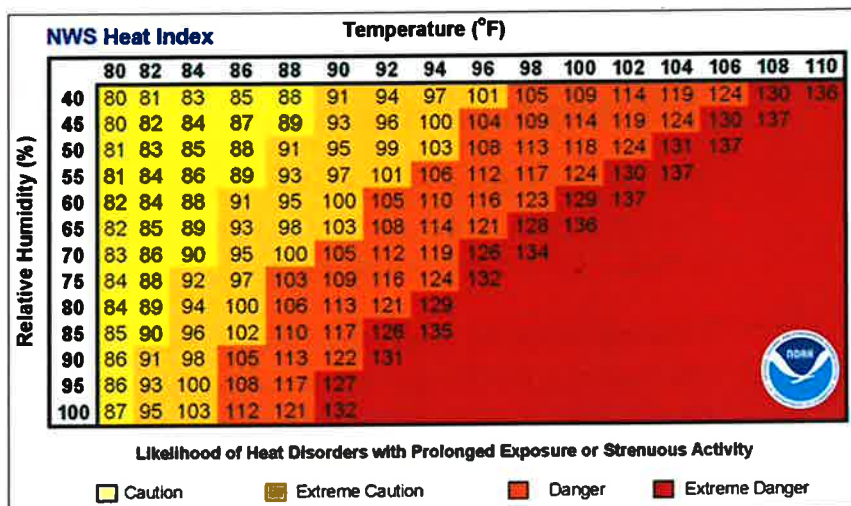 NWS Heat Index Temperature (°F)
80 82 84 86 88 90 92 94 96 98 100 102 104 106 108 110
40 80 81 83 85 88 91 94 97 101 105 109 114 119 124 130 136
45 80 82 84 87 89 93 96 100 104 109 114 119 124 130 137
50 81 83 85 88 91 95 99 103 108 113 118 124 131 137
55 81 84 86 89 93 97 101 106 112 117 124 130 137
60 82 84 88 91 95 100 105 110 116 123 129 137
65 82 85 89 93 98 103 108 114 121 128 136
70 83 86 90 95 100 105 112 119 126 134
75 84 88 92 97 103 109 116 124 132
80 84 89 94 100 106 113 121 129
85 85 90 96 102 110 117 126 135
90 86 91 98 105 113 122 131
95 86 93 100 108 117 127
100 87 95 103 112 121 132
Relative Humidity (%)
NOAA
Likelihood of Heat Disorders with Prolonged Exposure or Strenuous Activity
Caution Extreme Caution Danger Extreme Danger